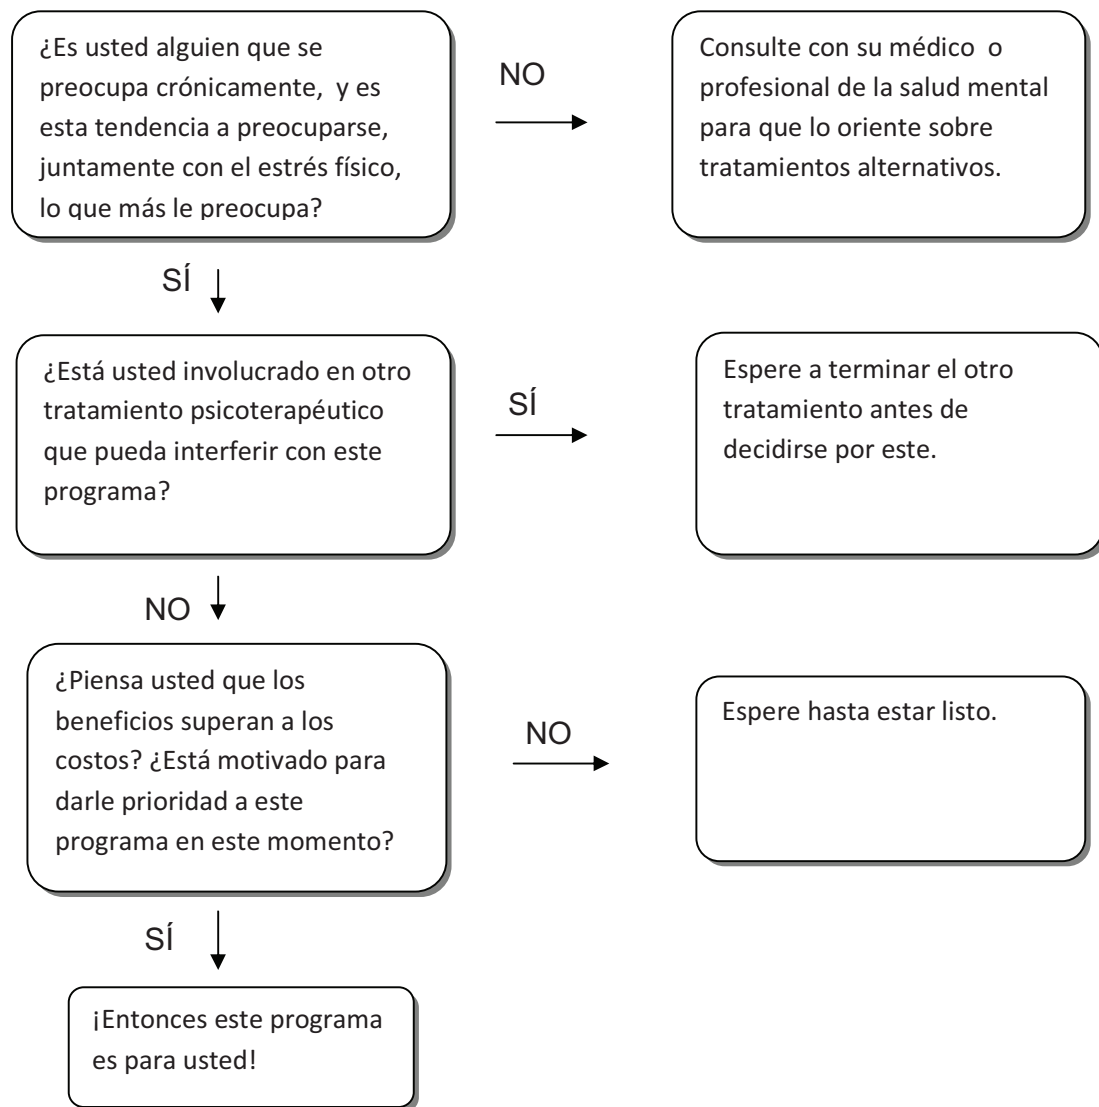 ¿Es usted alguien que se
preocupa crónicamente,  y es
esta tendencia a preocuparse,
juntamente con el estrés físico,
lo que más le preocupa?
NO
Consulte con su médico  o
profesional de la salud mental
para que lo oriente sobre
tratamientos alternativos.
SÍ
¿Está usted involucrado en otro
tratamiento psicoterapéutico
que pueda interferir con este
programa?
SÍ
Espere a terminar el otro
tratamiento antes de
decidirse por este.
NO
¿Piensa usted que los
beneficios superan a los
costos? ¿Está motivado para
darle prioridad a este
programa en este momento?
NO
Espere hasta estar listo.
SÍ
¡Entonces este programa
es para usted!